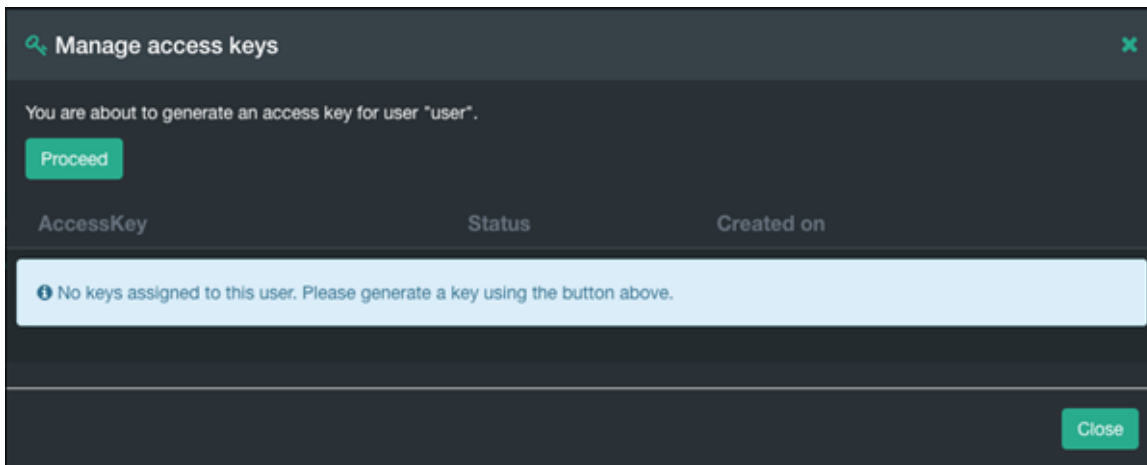 Manage access keys
You are about to generate an access key for user "user".
Proceed
AccessKey Status Created on
No keys assigned to this user. Please generate a key using the button above.
Close